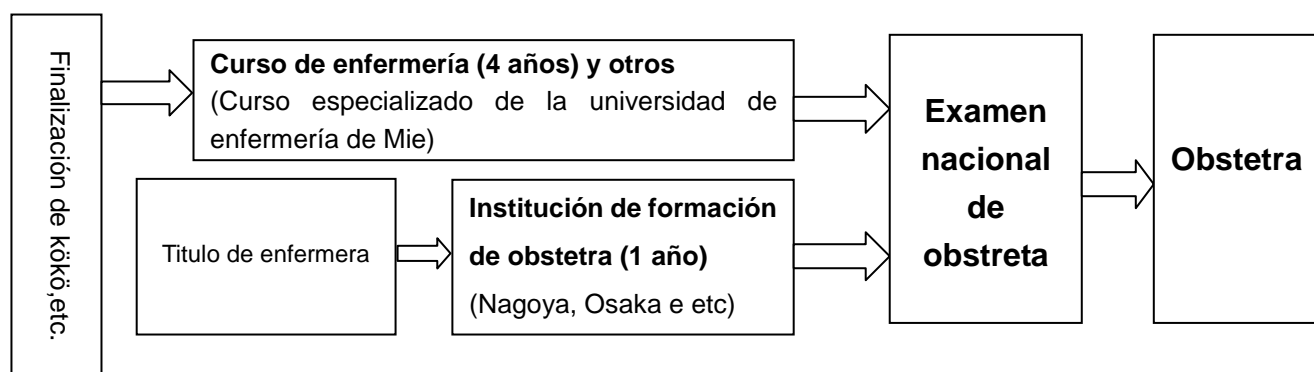 Finalización de kökö,etc.
Curso de enfermería (4 años) y otros
(Curso especializado de la universidad de
enfermería de Mie)
Titulo de enfermera
Institución de formación
de obstetra (1 año)
(Nagoya, Osaka e etc)
Examen
nacional
de
obstreta
Obstetra